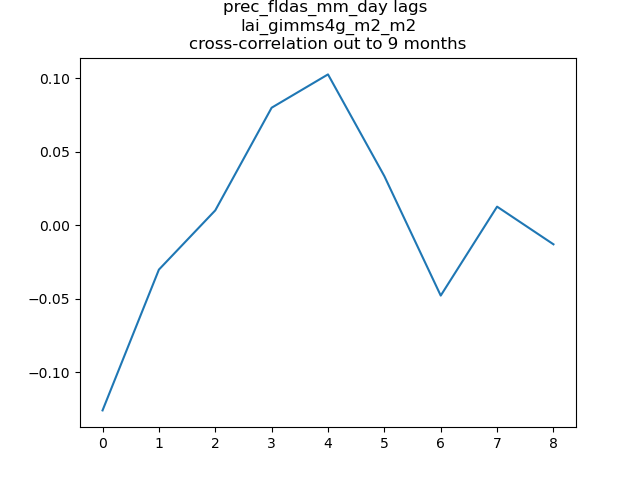 prec_fldas_mm_day lags
lai_gimms4g_m2_m2
cross-correlation out to 9 months
0.10
0.05
0.00
−0.05
−0.10
0 1 2 3 4 5 6 7 8